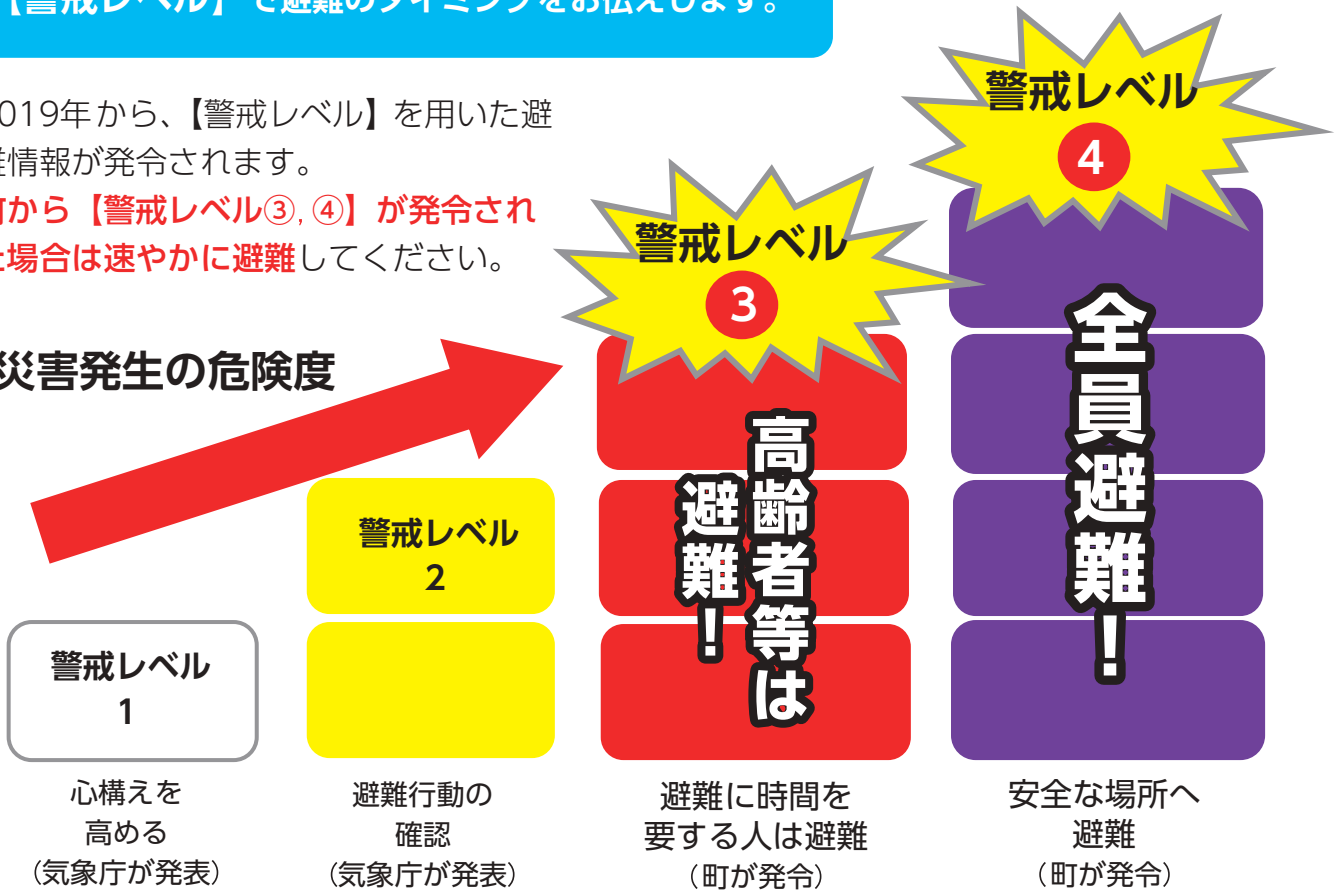 【警戒レベル】で避難のタイミングをお伝えします。
019年から、【警戒レベル】を用いた避
難情報が発令されます。
町から【警戒レベル③,④】が発令され
た場合は速やかに避難してください。
災害発生の危険度
警戒レベル
1
心構えを
高める
（気象庁が発表）
警戒レベル
2
避難行動の
確認
（気象庁が発表）
警戒レベル
3
高齢者等は
避難！
避難に時間を
要する人は避難
（町が発令）
警戒レベル
4
全員避難！
安全な場所へ
避難
（町が発令）